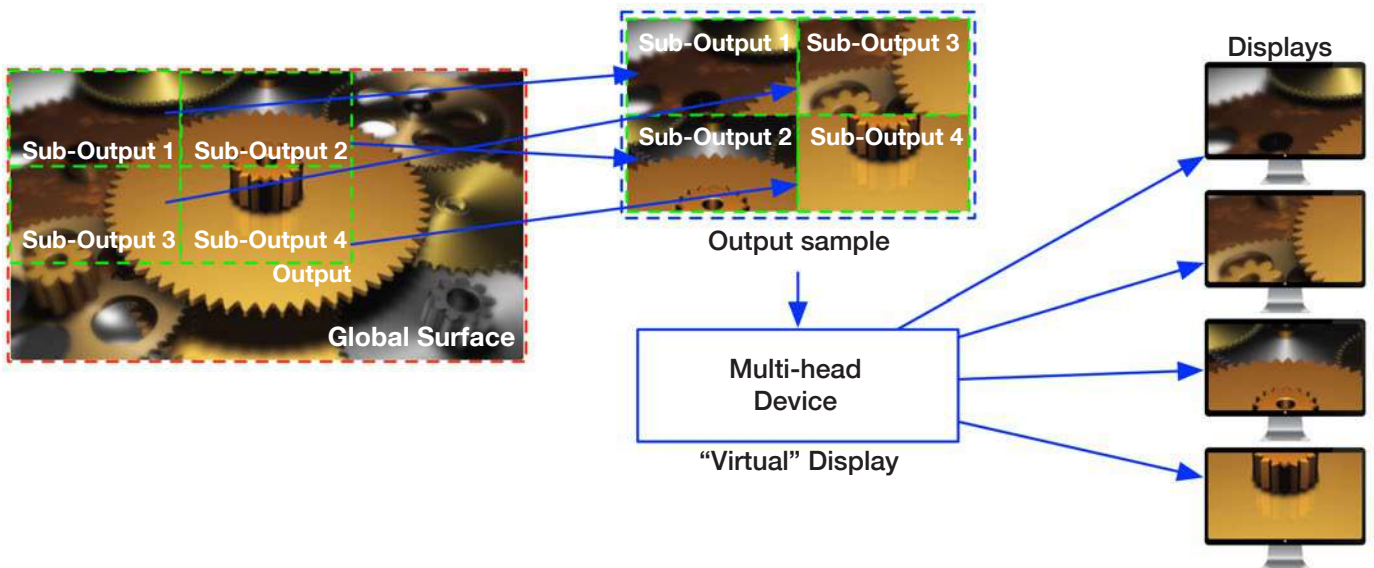 Sub-Output 1 Sub-Output 2
Sub-Output 3 Sub-Output 4
Output
Global Surface
Sub-Output 1 Sub-Output 3
Sub-Output 2 Sub-Output 4
Output sample
Multi-head
Device
“Virtual” Display
Displays